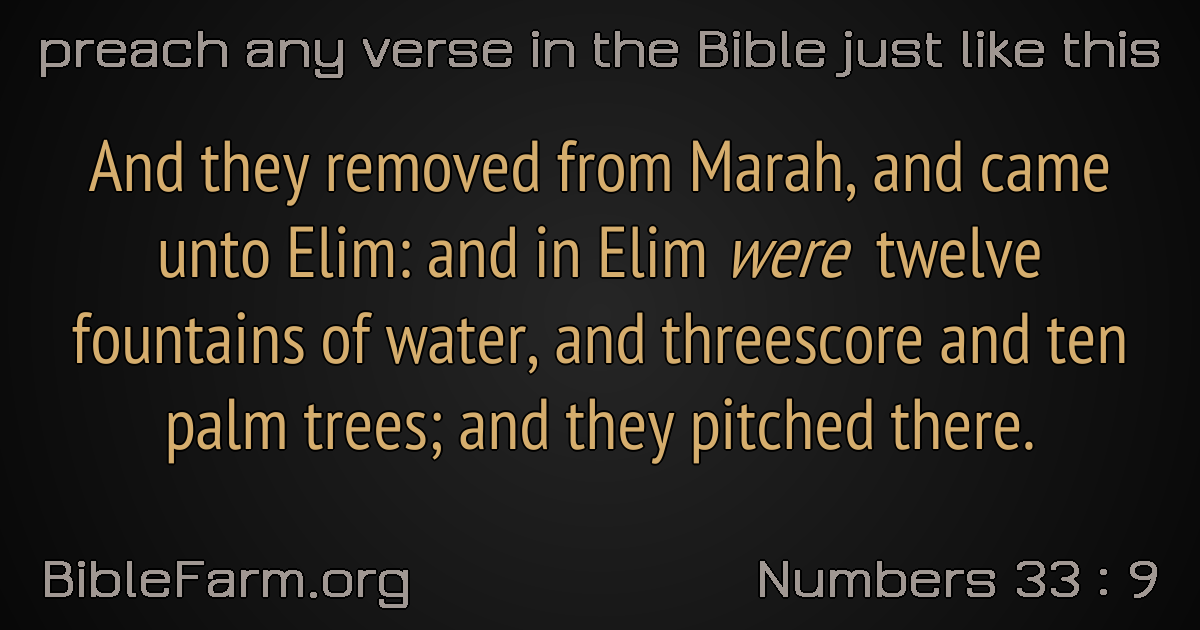 preach any verse in the Bible just like this
And they removed from Marah, and came
unto Elim: and in Elim were twelve
fountains of water, and threescore and ten
palm trees; and they pitched there.
BibleFarm.org
Numbers 33 : 9